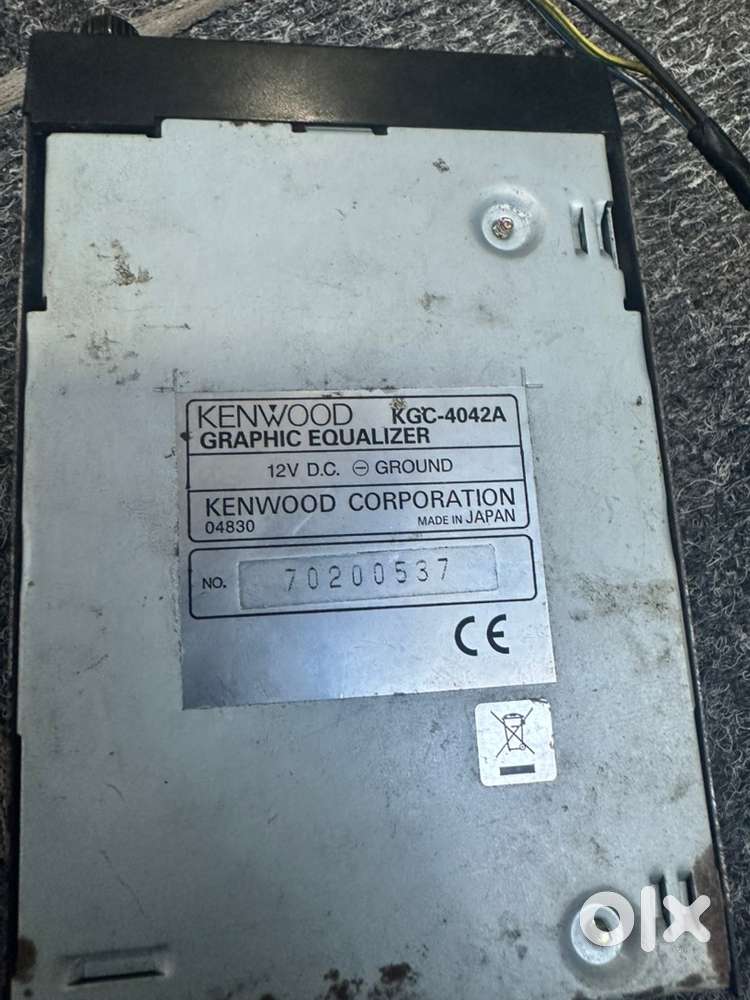 KENWOOD KGC-4042A
GRAPHIC EQUALIZER
12V D.C. ⊖ GROUND
KENWOOD CORPORATION
04830 MADE IN JAPAN
NO. 70200537
CE
olx